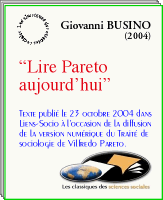 Giovanni BUSINO
(2004)
“Lire Pareto
aujourd’hui”
Texte publié le 23 octobre 2004 dans
Liens-Socio à l'occasion de la diffusion
de la version numérique du Traité de
sociologie de Vilfredo Pareto.
Les classiques des sciences sociales